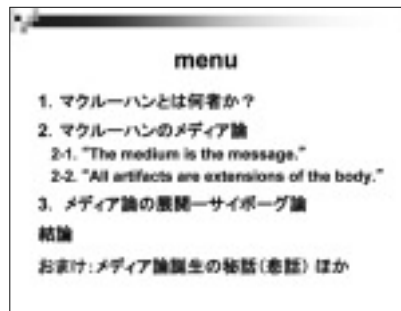 menu
1. マクルーハンとは何者か？
2. マクルーハンのメディア論
2-1. "The medium is the message."
2-2. "All artifacts are extensions of the body."
3. メディア論の展開―サイボーグ論
結論
おまけ：メディア論誕生の秘話（悲話） ほか